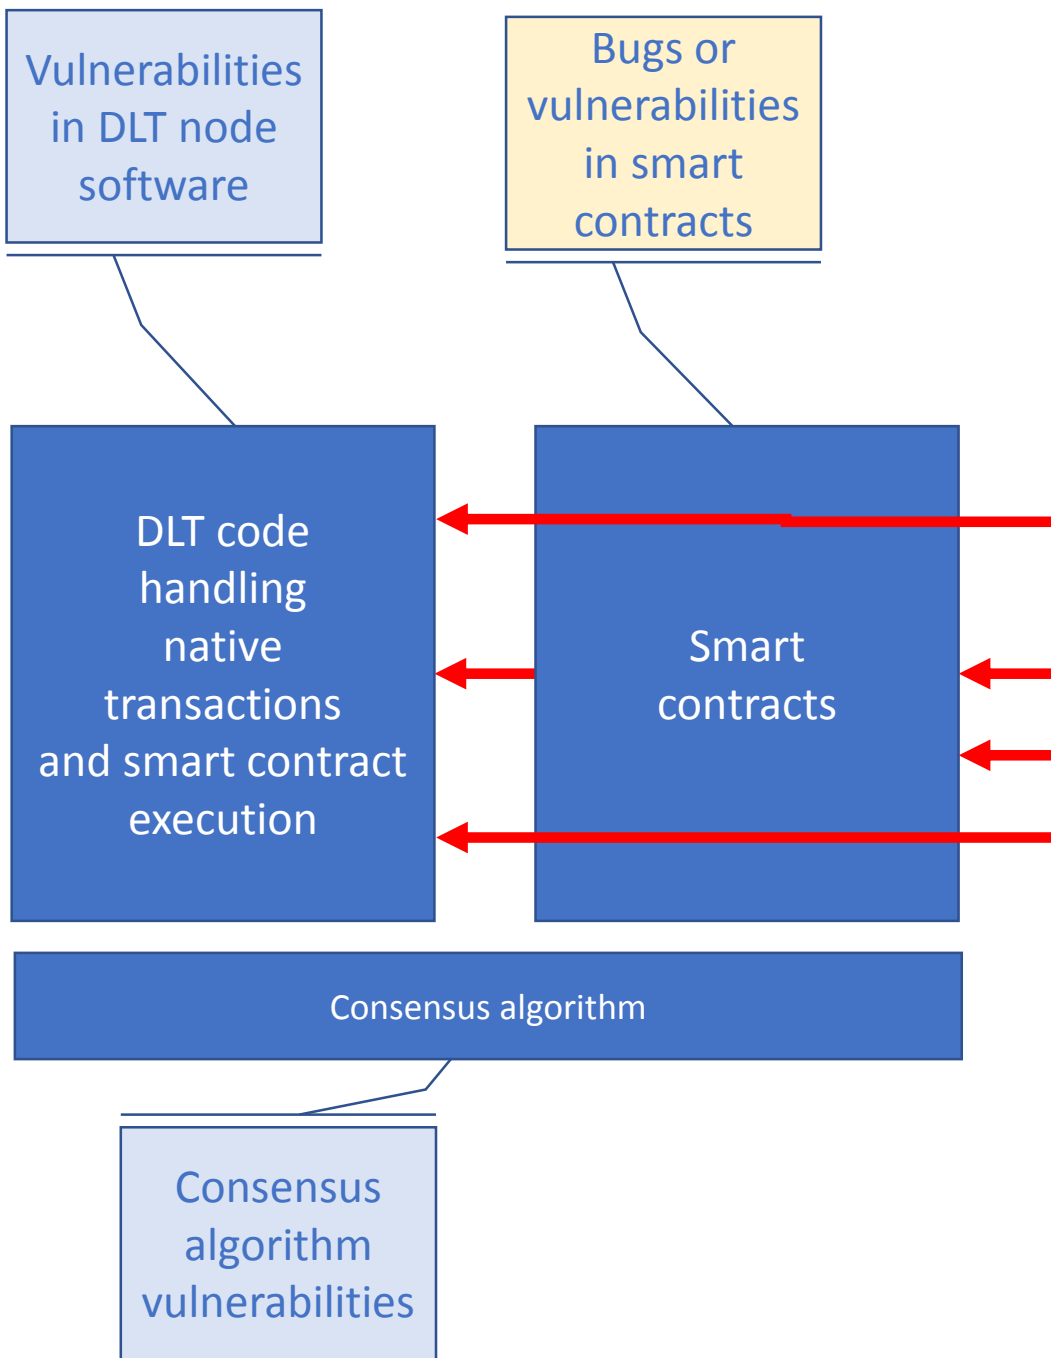 Vulnerabilities
in DLT node
software
Bugs or
vulnerabilities
in smart
contracts
DLT code
handling
native
transactions
and smart contract
execution
Smart
contracts
Consensus algorithm
Consensus
algorithm
vulnerabilities